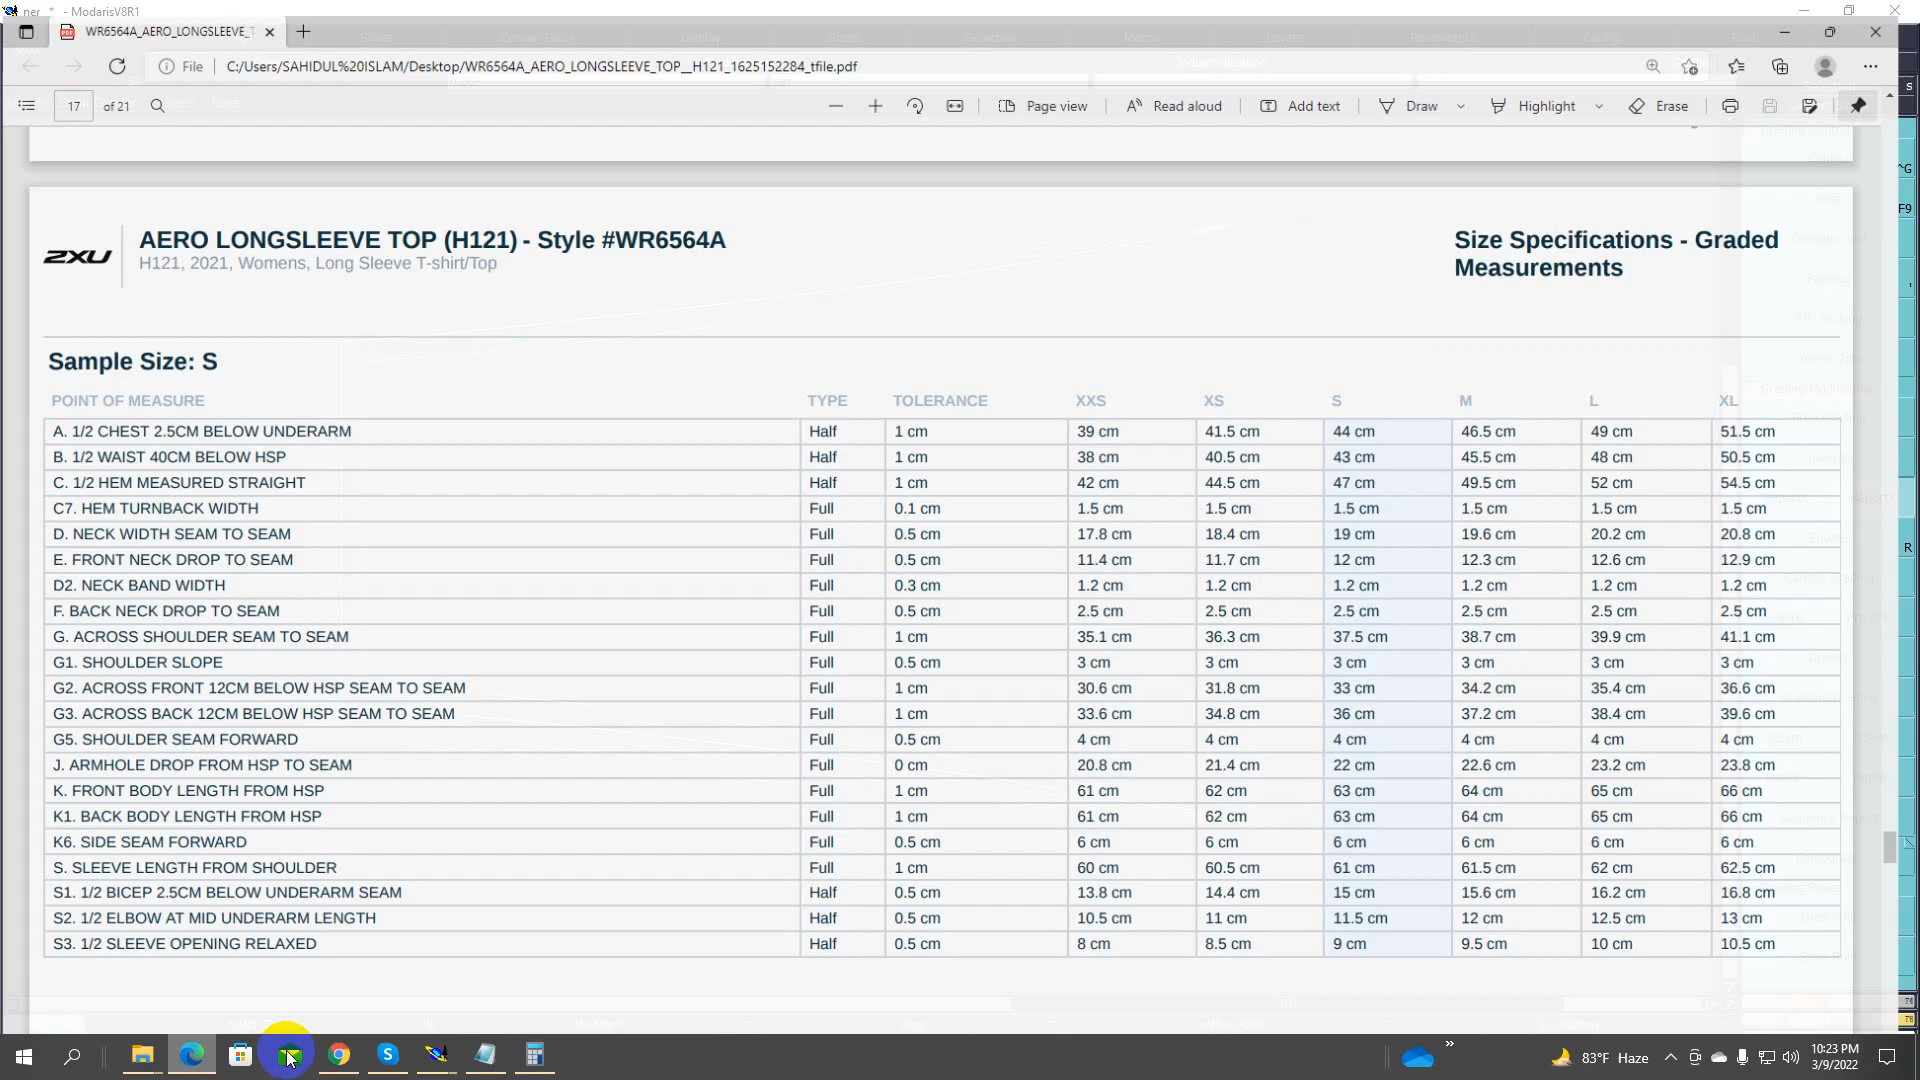 ner * - ModarisV8R1
WR6564A_AERO_LONGSLEEVE_T
File C:/Users/SAHIDUL%20ISLAM/Desktop/WR6564A_AERO_LONGSLEEVE_TOP__H121_1625152284_tfile.pdf
17 of 21 Page view Read aloud Add text Draw Highlight Erase
2XU
AERO LONGSLEEVE TOP (H121) - Style #WR6564A
H121, 2021, Womens, Long Sleeve T-shirt/Top
Size Specifications - Graded
Measurements
Sample Size: S
POINT OF MEASURE TYPE TOLERANCE XXS XS S M L XL
A. 1/2 CHEST 2.5CM BELOW UNDERARM Half 1 cm 39 cm 41.5 cm 44 cm 46.5 cm 49 cm 51.5 cm
B. 1/2 WAIST 40CM BELOW HSP Half 1 cm 38 cm 40.5 cm 43 cm 45.5 cm 48 cm 50.5 cm
C. 1/2 HEM MEASURED STRAIGHT Half 1 cm 42 cm 44.5 cm 47 cm 49.5 cm 52 cm 54.5 cm
C7. HEM TURNBACK WIDTH Full 0.1 cm 1.5 cm 1.5 cm 1.5 cm 1.5 cm 1.5 cm 1.5 cm
D. NECK WIDTH SEAM TO SEAM Full 0.5 cm 17.8 cm 18.4 cm 19 cm 19.6 cm 20.2 cm 20.8 cm
E. FRONT NECK DROP TO SEAM Full 0.5 cm 11.4 cm 11.7 cm 12 cm 12.3 cm 12.6 cm 12.9 cm
D2. NECK BAND WIDTH Full 0.3 cm 1.2 cm 1.2 cm 1.2 cm 1.2 cm 1.2 cm 1.2 cm
F. BACK NECK DROP TO SEAM Full 0.5 cm 2.5 cm 2.5 cm 2.5 cm 2.5 cm 2.5 cm 2.5 cm
G. ACROSS SHOULDER SEAM TO SEAM Full 1 cm 35.1 cm 36.3 cm 37.5 cm 38.7 cm 39.9 cm 41.1 cm
G1. SHOULDER SLOPE Full 0.5 cm 3 cm 3 cm 3 cm 3 cm 3 cm 3 cm
G2. ACROSS FRONT 12CM BELOW HSP SEAM TO SEAM Full 1 cm 30.6 cm 31.8 cm 33 cm 34.2 cm 35.4 cm 36.6 cm
G3. ACROSS BACK 12CM BELOW HSP SEAM TO SEAM Full 1 cm 33.6 cm 34.8 cm 36 cm 37.2 cm 38.4 cm 39.6 cm
G5. SHOULDER SEAM FORWARD Full 0.5 cm 4 cm 4 cm 4 cm 4 cm 4 cm 4 cm
J. ARMHOLE DROP FROM HSP TO SEAM Full 0 cm 20.8 cm 21.4 cm 22 cm 22.6 cm 23.2 cm 23.8 cm
K. FRONT BODY LENGTH FROM HSP Full 1 cm 61 cm 62 cm 63 cm 64 cm 65 cm 66 cm
K1. BACK BODY LENGTH FROM HSP Full 1 cm 61 cm 62 cm 63 cm 64 cm 65 cm 66 cm
K6. SIDE SEAM FORWARD Full 0.5 cm 6 cm 6 cm 6 cm 6 cm 6 cm 6 cm
S. SLEEVE LENGTH FROM SHOULDER Full 1 cm 60 cm 60.5 cm 61 cm 61.5 cm 62 cm 62.5 cm
S1. 1/2 BICEP 2.5CM BELOW UNDERARM SEAM Half 0.5 cm 13.8 cm 14.4 cm 15 cm 15.6 cm 16.2 cm 16.8 cm
S2. 1/2 ELBOW AT MID UNDERARM LENGTH Half 0.5 cm 10.5 cm 11 cm 11.5 cm 12 cm 12.5 cm 13 cm
S3. 1/2 SLEEVE OPENING RELAXED Half 0.5 cm 8 cm 8.5 cm 9 cm 9.5 cm 10 cm 10.5 cm
S
^G
F9
R
74
78
83°F Haze
10:23 PM
3/9/2022